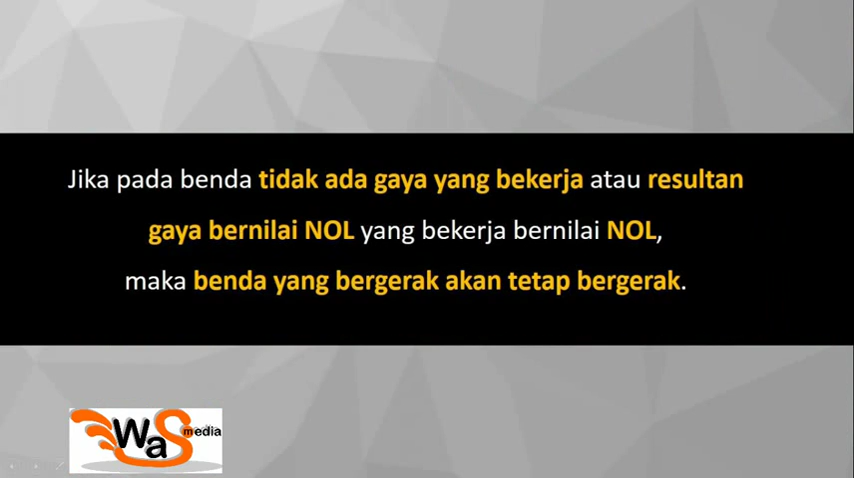 Jika pada benda tidak ada gaya yang bekerja atau resultan
gaya bernilai NOL yang bekerja bernilai NOL,
maka benda yang bergerak akan tetap bergerak.
WaS media